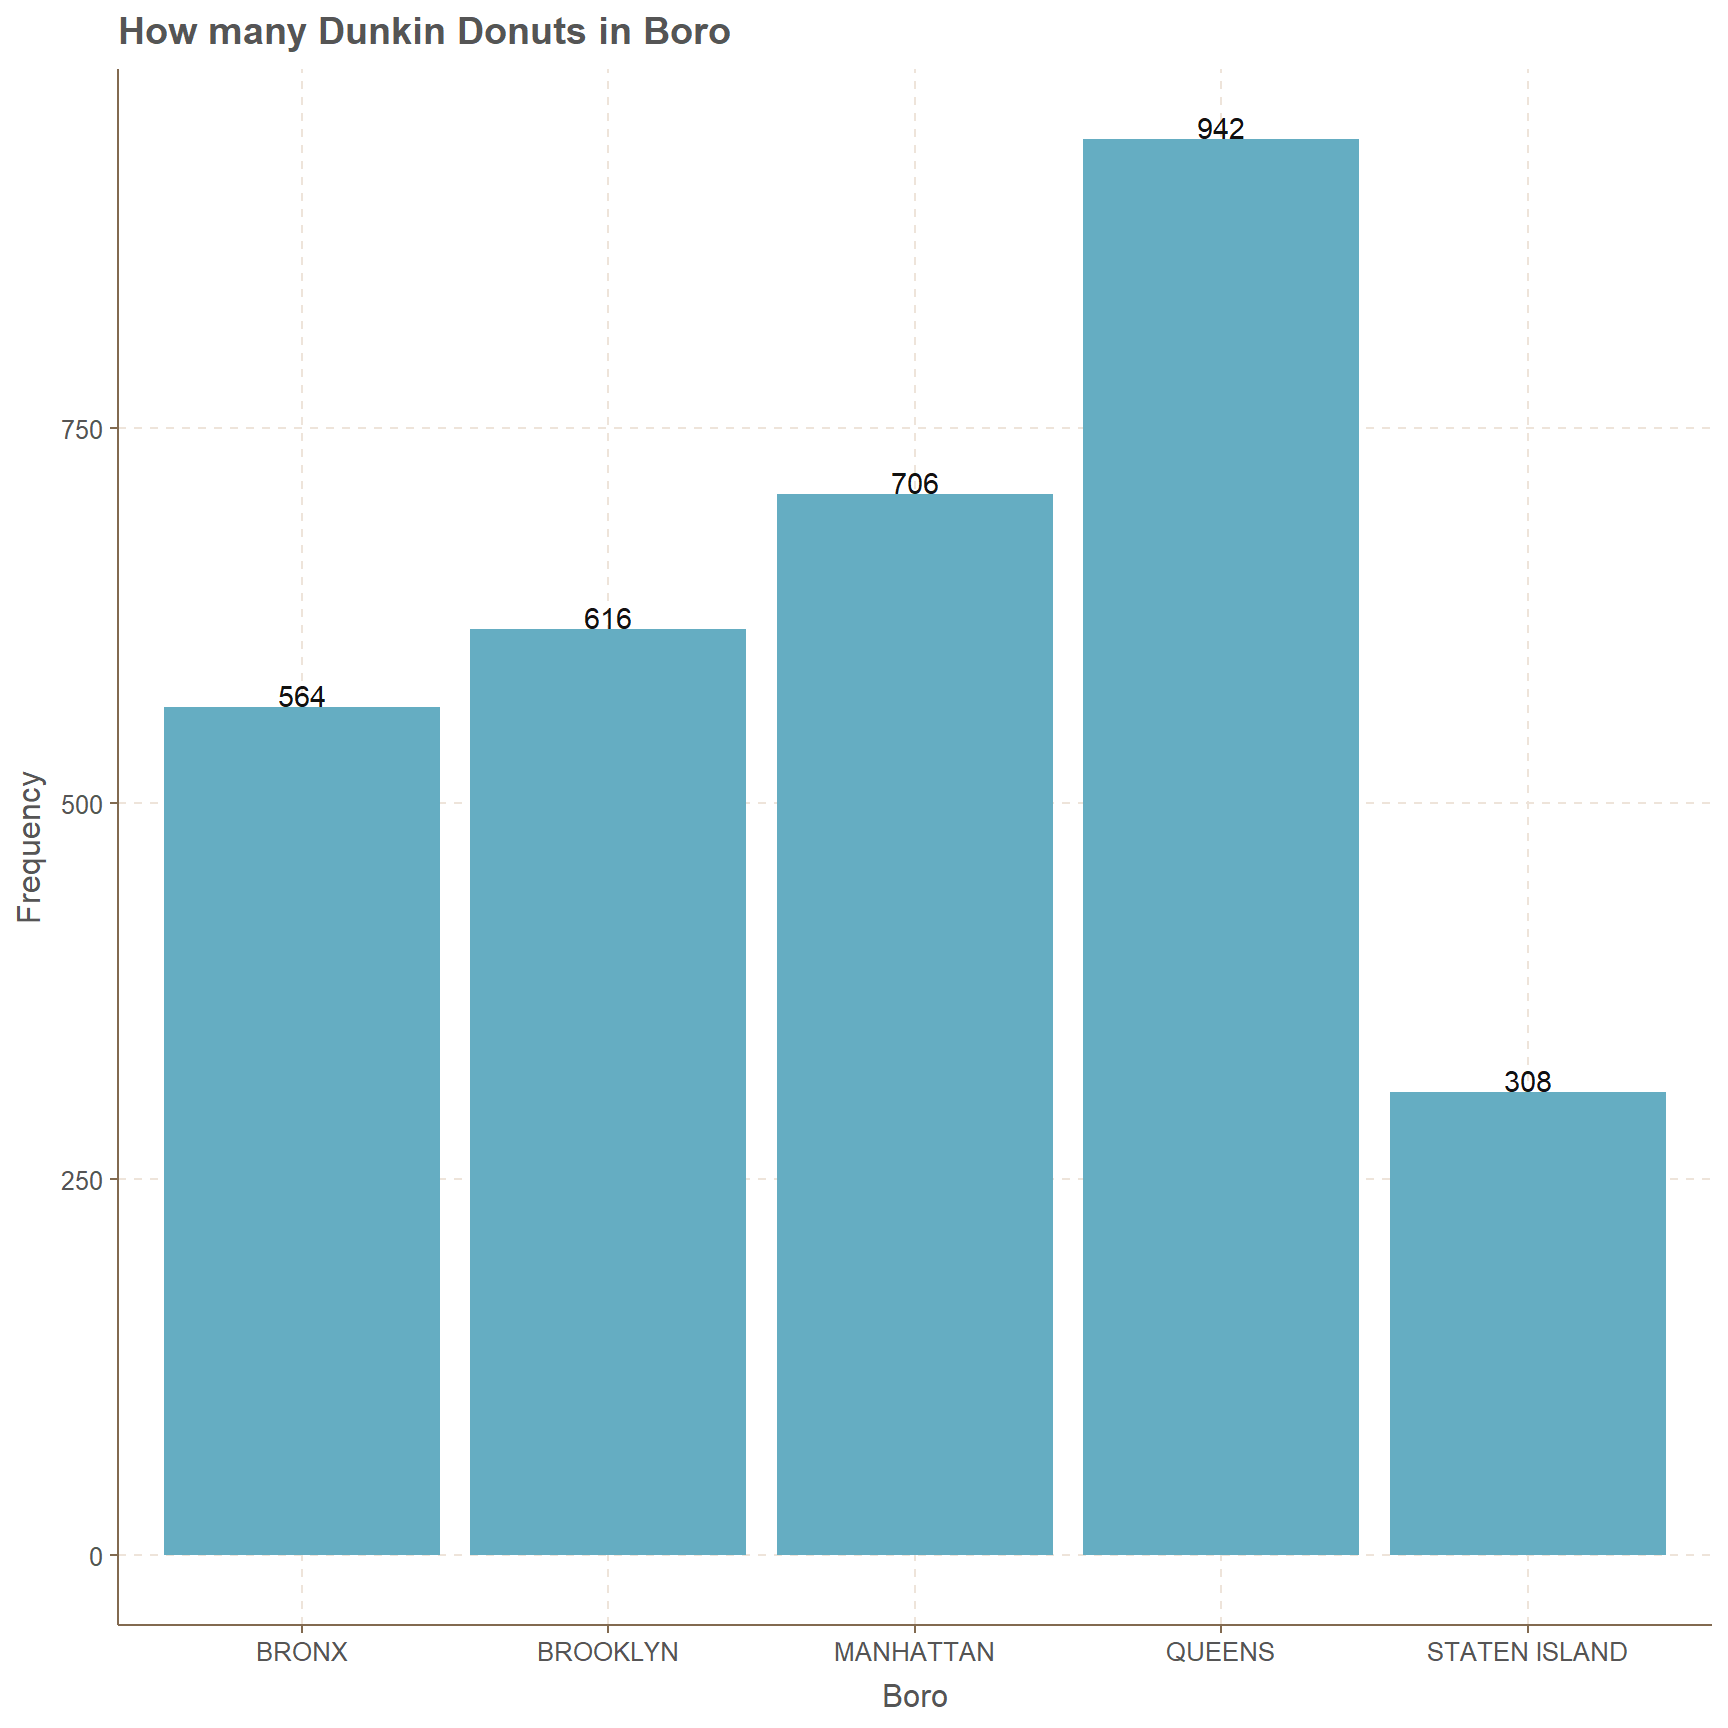 How many Dunkin Donuts in Boro
942
750
706
616
564
500
308
250
0
Frequency
BRONX BROOKLYN MANHATTAN QUEENS STATEN ISLAND
Boro